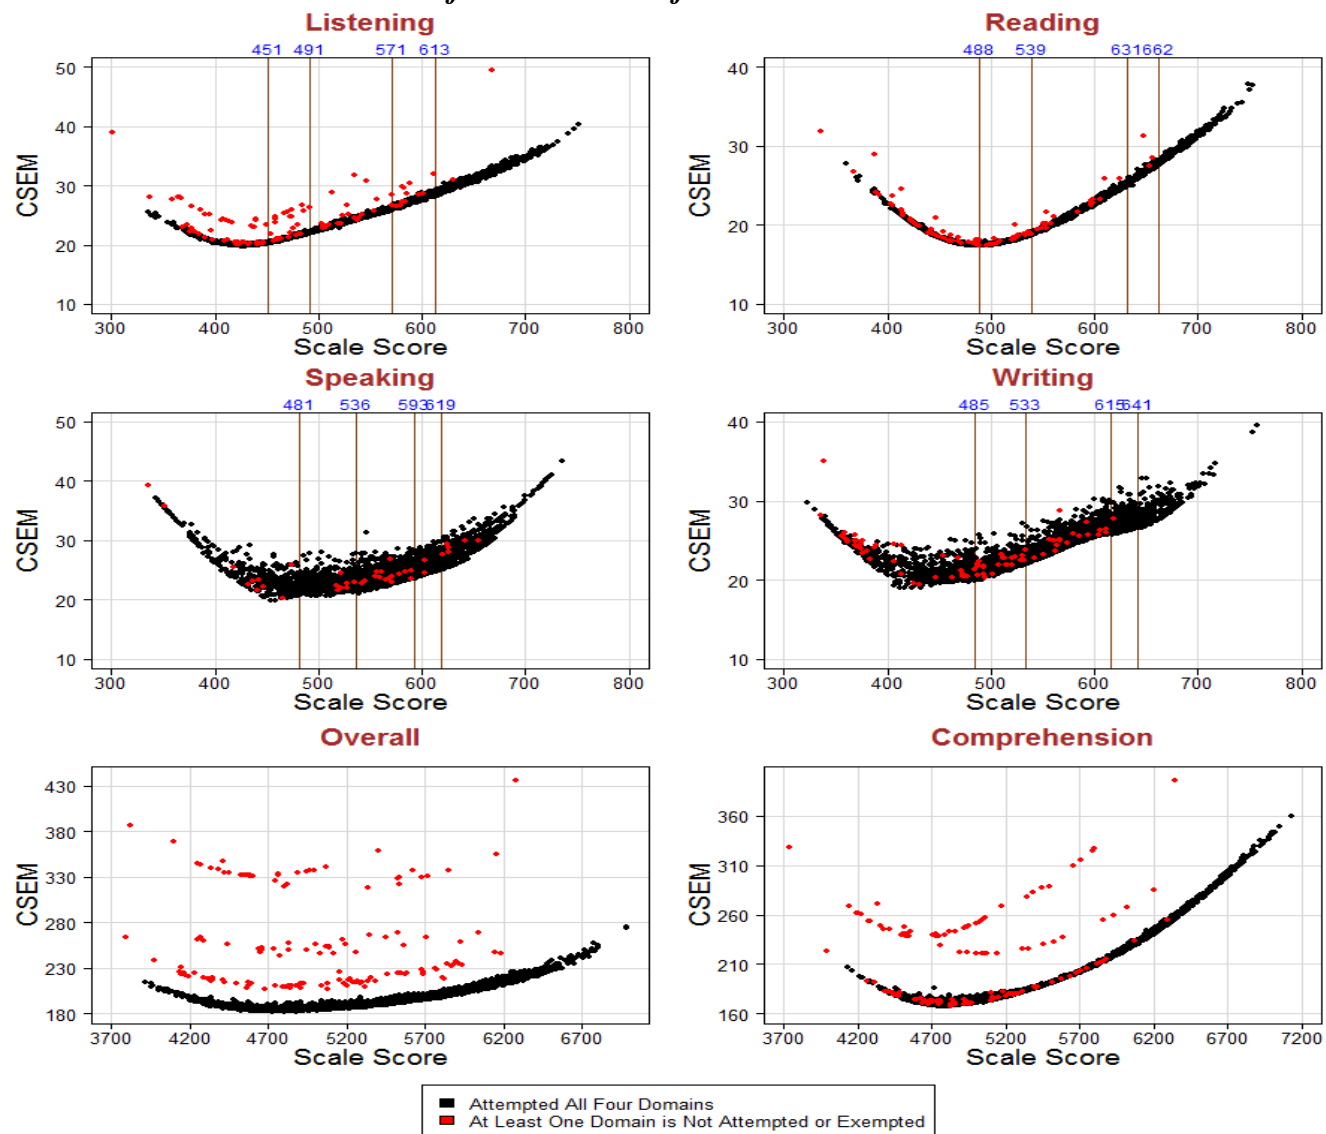 Listening
Reading
451 491 571 613
488 539 631 662
50
40
30
20
10
CSEM
300 400 500 600 700 800
Scale Score
40
30
20
10
CSEM
300 400 500 600 700 800
Scale Score
Speaking
Writing
481 536 593 619
485 533 615 641
50
40
30
20
10
CSEM
300 400 500 600 700 800
Scale Score
40
30
20
10
CSEM
300 400 500 600 700 800
Scale Score
Overall
Comprehension
430
380
330
280
230
180
CSEM
3700 4200 4700 5200 5700 6200 6700
Scale Score
360
310
260
210
160
CSEM
3700 4200 4700 5200 5700 6200 6700 7200
Scale Score
Attempted All Four Domains
At Least One Domain is Not Attempted or Exempted